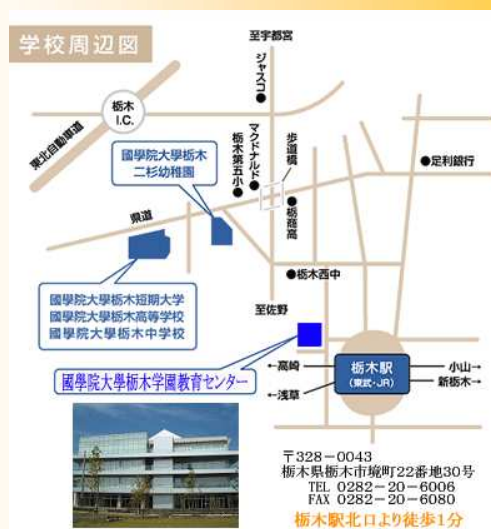 学校周辺図
至宇都宮
ジャスコ
栃木
I.C.
東北自動車道
マクドナルド
栃木第五小
歩道橋
足利銀行
國學院大學栃木
二杉幼稚園
県道
栃商高
栃木西中
國學院大學栃木短期大学
國學院大學栃木高等学校
國學院大學栃木中学校
至佐野
國學院大學栃木学園教育センター
←高崎
←浅草
栃木駅
(東武・JR)
小山→
新栃木→
〒328-0043
栃木県栃木市境町22番地30号
TEL 0282-20-6006
FAX 0282-20-6080
栃木駅北口より徒歩1分